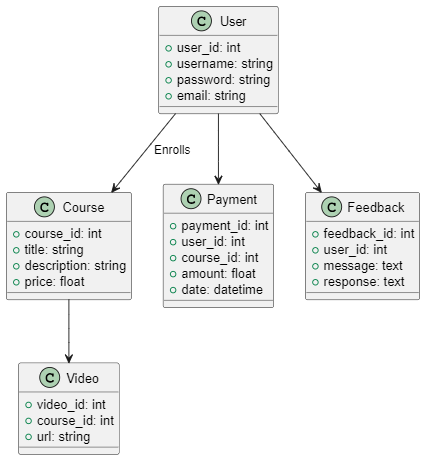 C User
user_id: int
username: string
password: string
email: string
Enrolls
C Course
course_id: int
title: string
description: string
price: float
C Payment
payment_id: int
user_id: int
course_id: int
amount: float
date: datetime
C Feedback
feedback_id: int
user_id: int
message: text
response: text
C Video
video_id: int
course_id: int
url: string